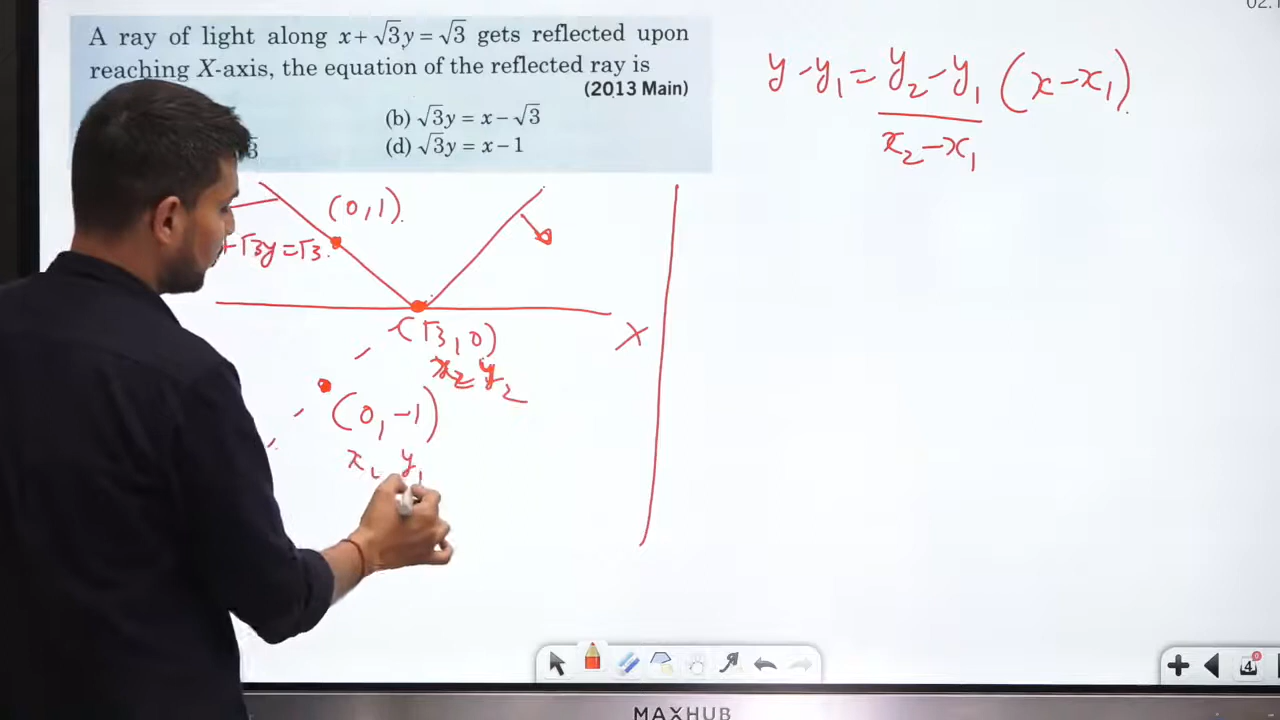 A ray of light along x + √3y = √3 gets reflected upon
reaching X-axis, the equation of the reflected ray is
(2013 Main)
(b) √3y = x − √3
3
(d) √3y = x − 1
y − y₁ = y₂ − y₁ (x − x₁)
x₂ − x₁
(0, 1)
+ √3y = √3
(√3, 0)
X
x₂ y₂
(0, −1)
x₁ y₁
4
MAXHUB